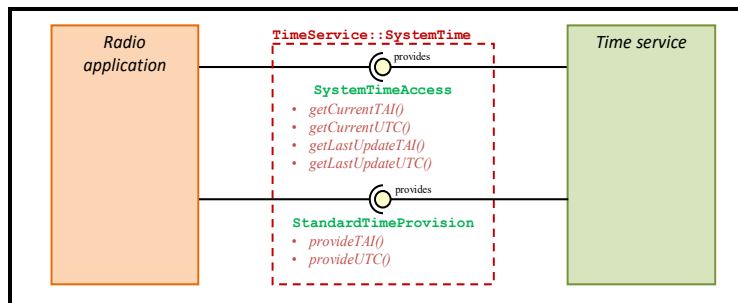 Radio
application
TimeService::SystemTime
Time service
provides
SystemTimeAccess
• getCurrentTAI()
• getCurrentUTC()
• getLastUpdateTAI()
• getLastUpdateUTC()
provides
StandardTimeProvision
• provideTAI()
• provideUTC()